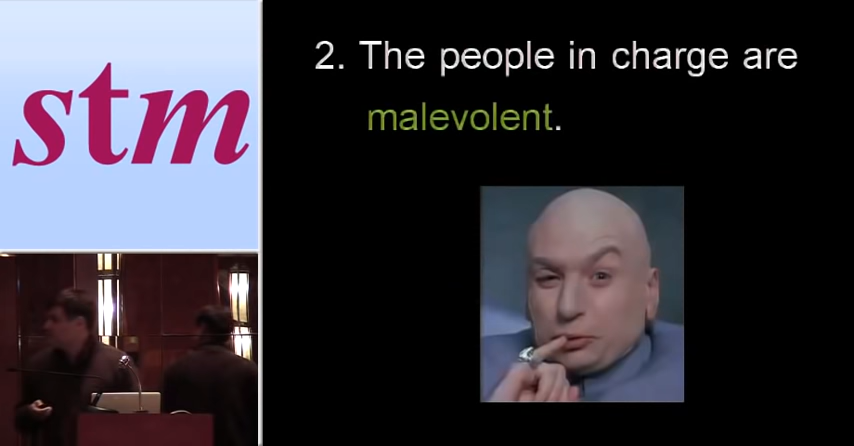 stm
2. The people in charge are
malevolent.